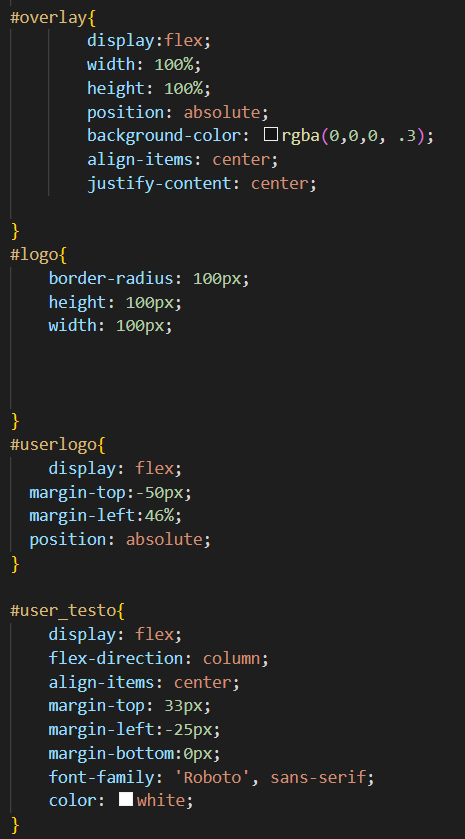 #overlay{
display:flex;
width: 100%;
height: 100%;
position: absolute;
background-color: rgba(0,0,0, .3);
align-items: center;
justify-content: center;
}
#logo{
border-radius: 100px;
height: 100px;
width: 100px;
}
#userlogo{
display: flex;
margin-top:-50px;
margin-left:46%;
position: absolute;
}
#user_testo{
display: flex;
flex-direction: column;
align-items: center;
margin-top: 33px;
margin-left:-25px;
margin-bottom:0px;
font-family: 'Roboto', sans-serif;
color: white;
}